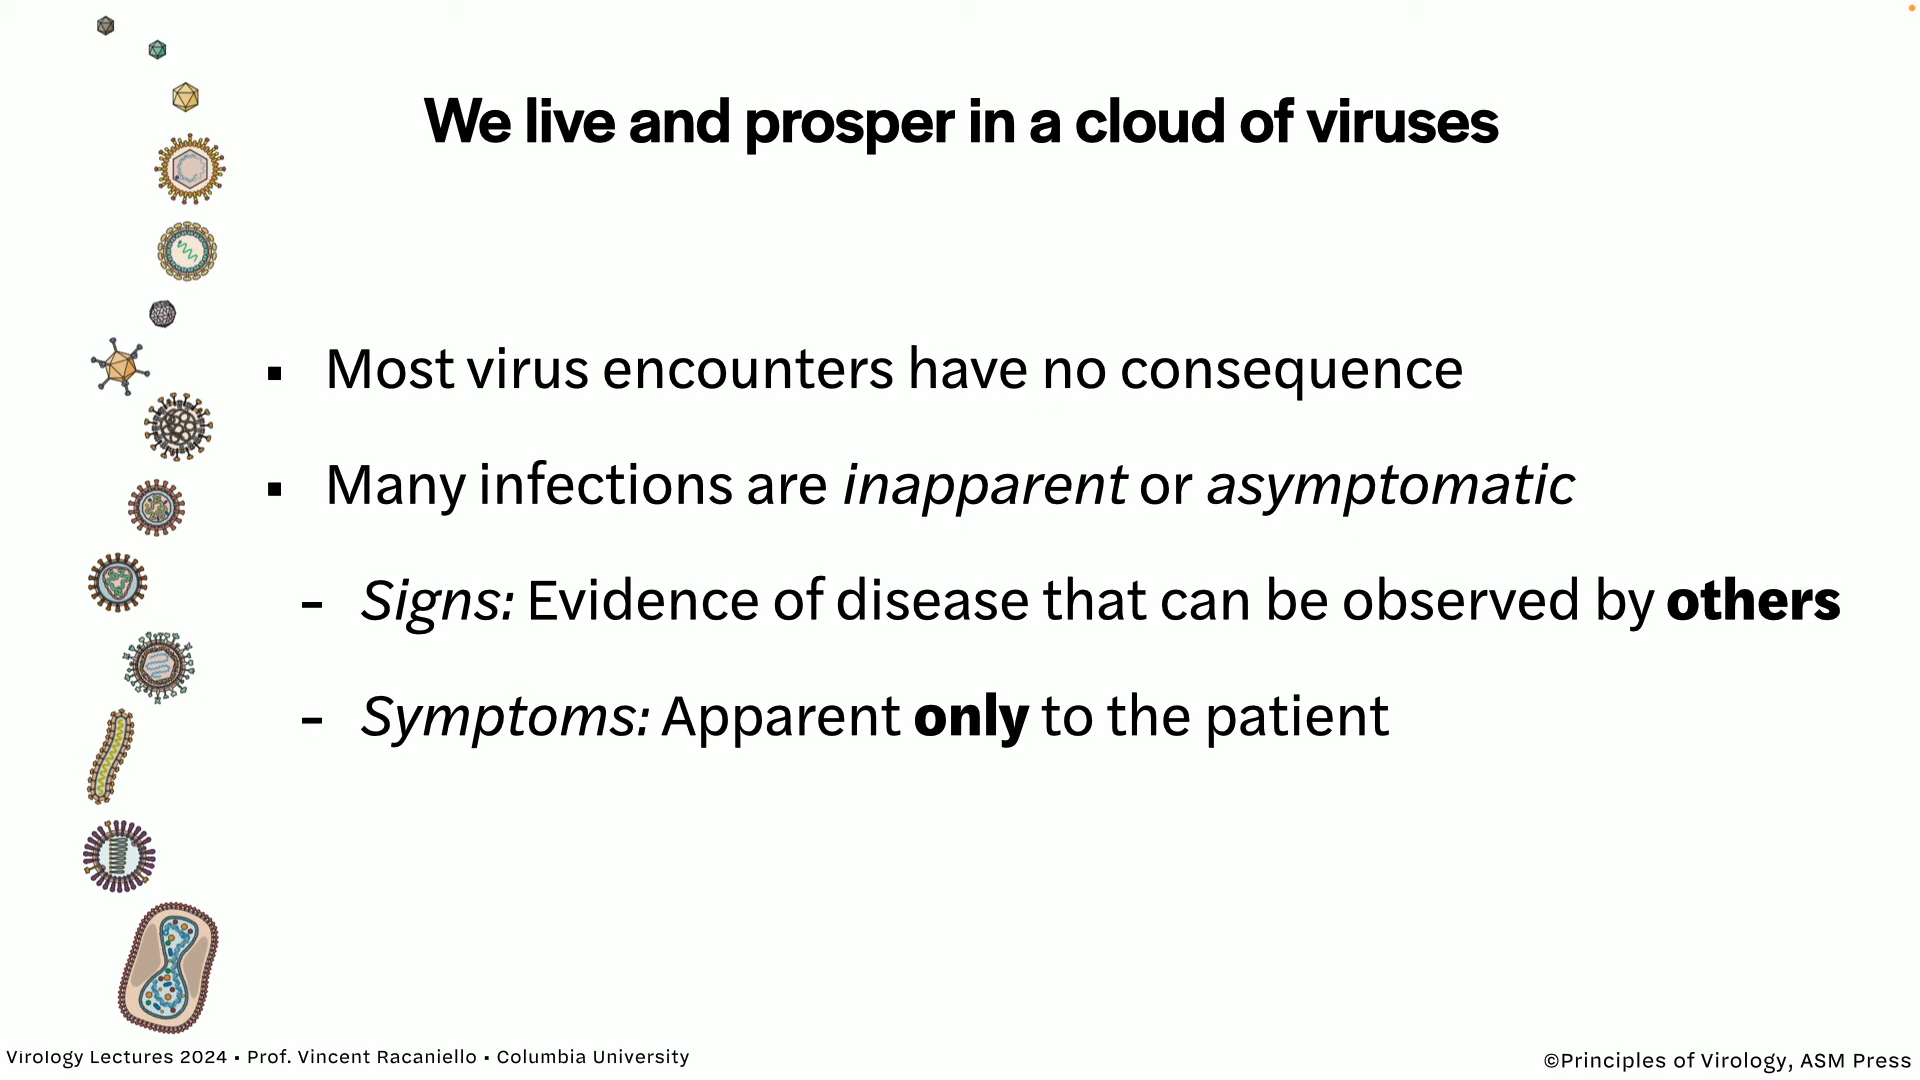 We live and prosper in a cloud of viruses
▪ Most virus encounters have no consequence
▪ Many infections are inapparent or asymptomatic
– Signs: Evidence of disease that can be observed by others
– Symptoms: Apparent only to the patient
Virology Lectures 2024 • Prof. Vincent Racaniello • Columbia University
©Principles of Virology, ASM Press